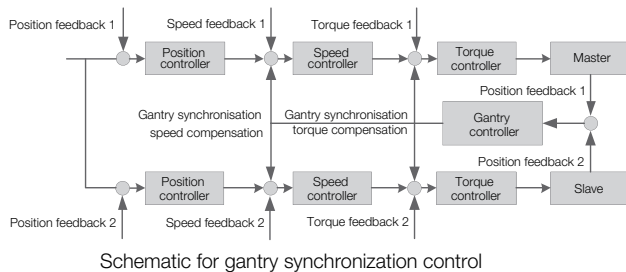 Position feedback 1
Speed feedback 1
Torque feedback 1
Position
controller
Speed
controller
Torque
controller
Master
Position feedback 1
Gantry synchronisation
speed compensation
Gantry synchronisation
torque compensation
Gantry
controller
Position feedback 2
Position
controller
Speed
controller
Torque
controller
Slave
Position feedback 2
Speed feedback 2
Torque feedback 2
Schematic for gantry synchronization control